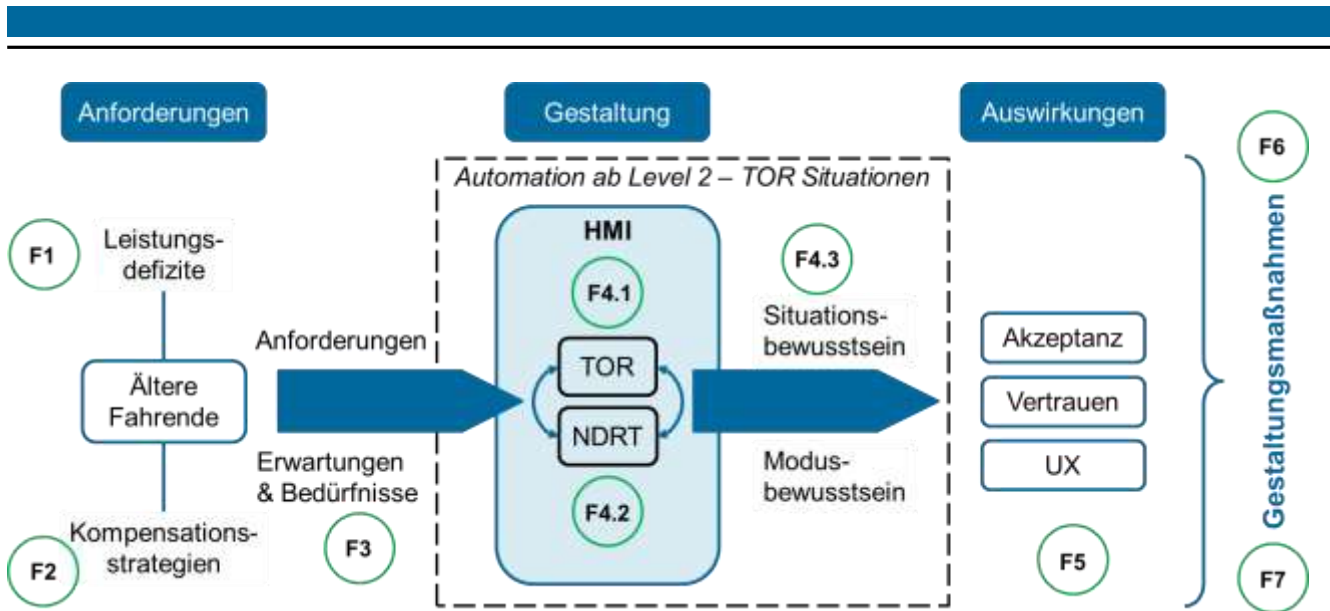 Anforderungen
Gestaltung
Auswirkungen
F6
Automation ab Level 2 – TOR Situationen
F1
Leistungs-
defizite
HMI
F4.1
F4.3
Anforderungen
Situations-
bewusstsein
Ältere
Fahrende
TOR
NDRT
Akzeptanz
Vertrauen
UX
Erwartungen
& Bedürfnisse
F3
Modus-
bewusstsein
F4.2
F2
Kompensations-
strategien
F5
Gestaltungsmaßnahmen
F7